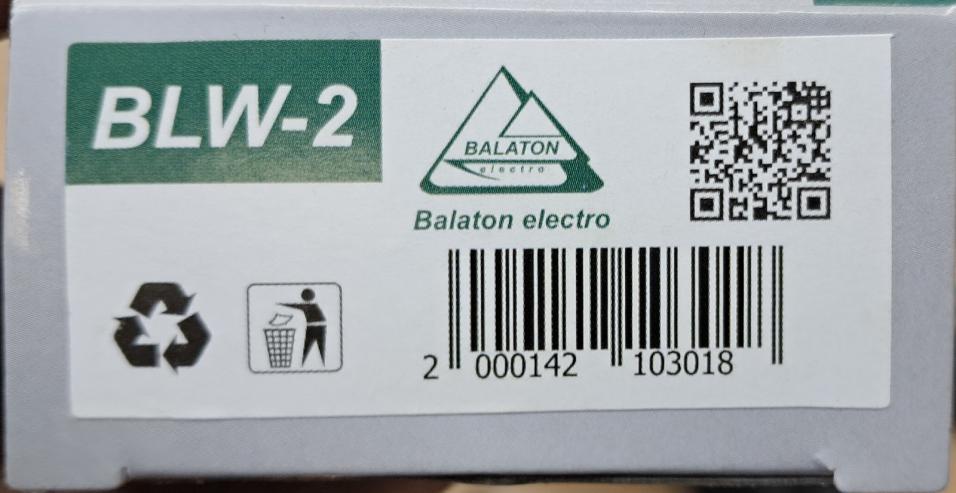 BLW-2
BALATON
electro
Balaton electro
2 000142 103018